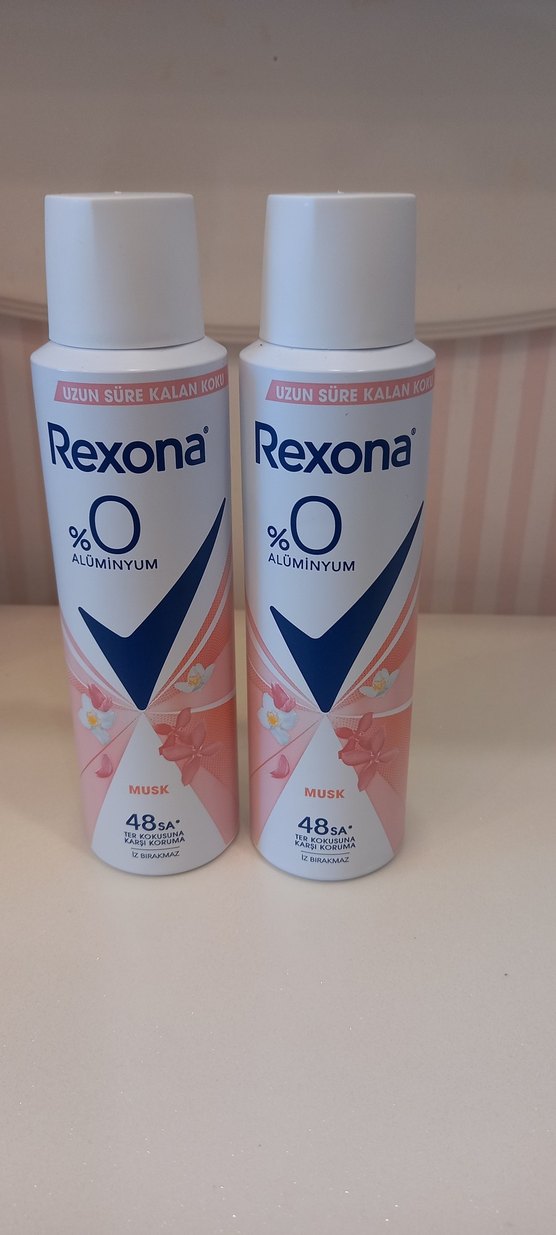 UZUN SÜRE KALAN KOKU
Rexona®
%0
ALÜMİNYUM
MUSK
48SA*
TER KOKUSUNA
KARŞI KORUMA
İZ BIRAKMAZ
UZUN SÜRE KALAN KOKU
Rexona®
%0
ALÜMİNYUM
MUSK
48SA*
TER KOKUSUNA
KARŞI KORUMA
İZ BIRAKMAZ